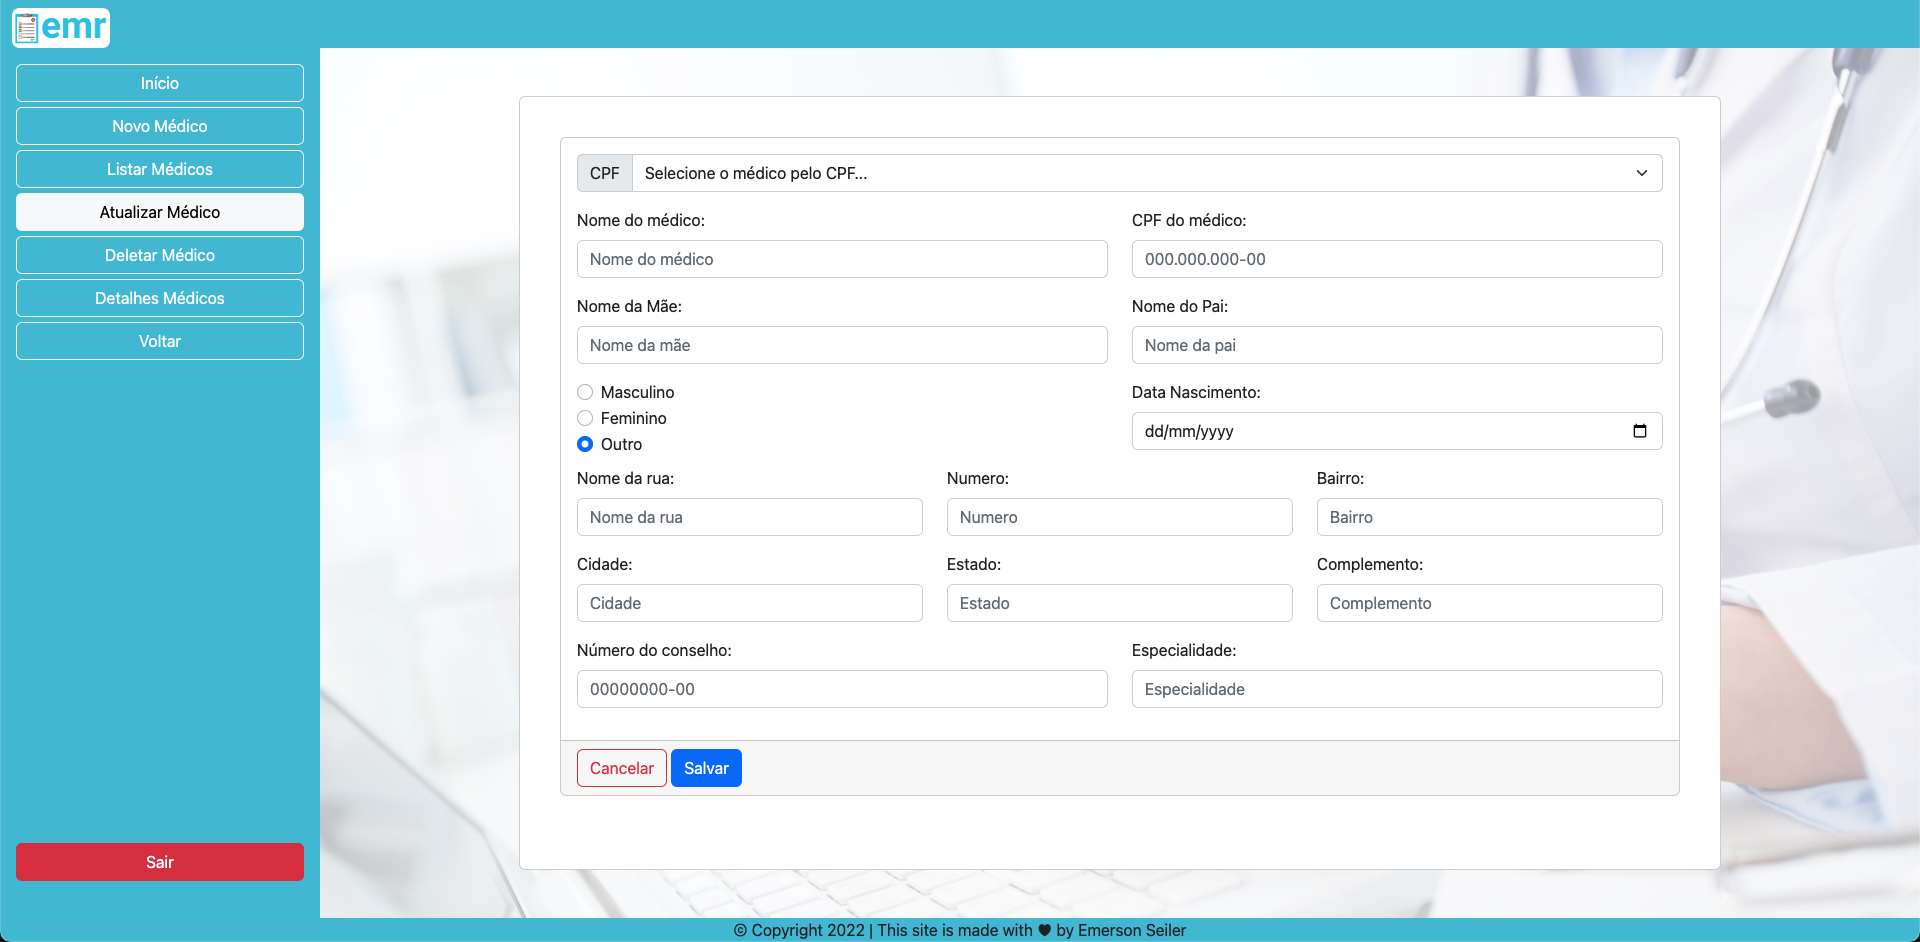 emr
Início
Novo Médico
Listar Médicos
Atualizar Médico
Deletar Médico
Detalhes Médicos
Voltar
Sair
CPF Selecione o médico pelo CPF...
Nome do médico: CPF do médico:
Nome do médico 000.000.000-00
Nome da Mãe: Nome do Pai:
Nome da mãe Nome da pai
Masculino Data Nascimento:
Feminino
dd/mm/yyyy
Outro
Nome da rua: Numero: Bairro:
Nome da rua Numero Bairro
Cidade: Estado: Complemento:
Cidade Estado Complemento
Número do conselho: Especialidade:
00000000-00 Especialidade
Cancelar Salvar
© Copyright 2022 | This site is made with ♥ by Emerson Seiler